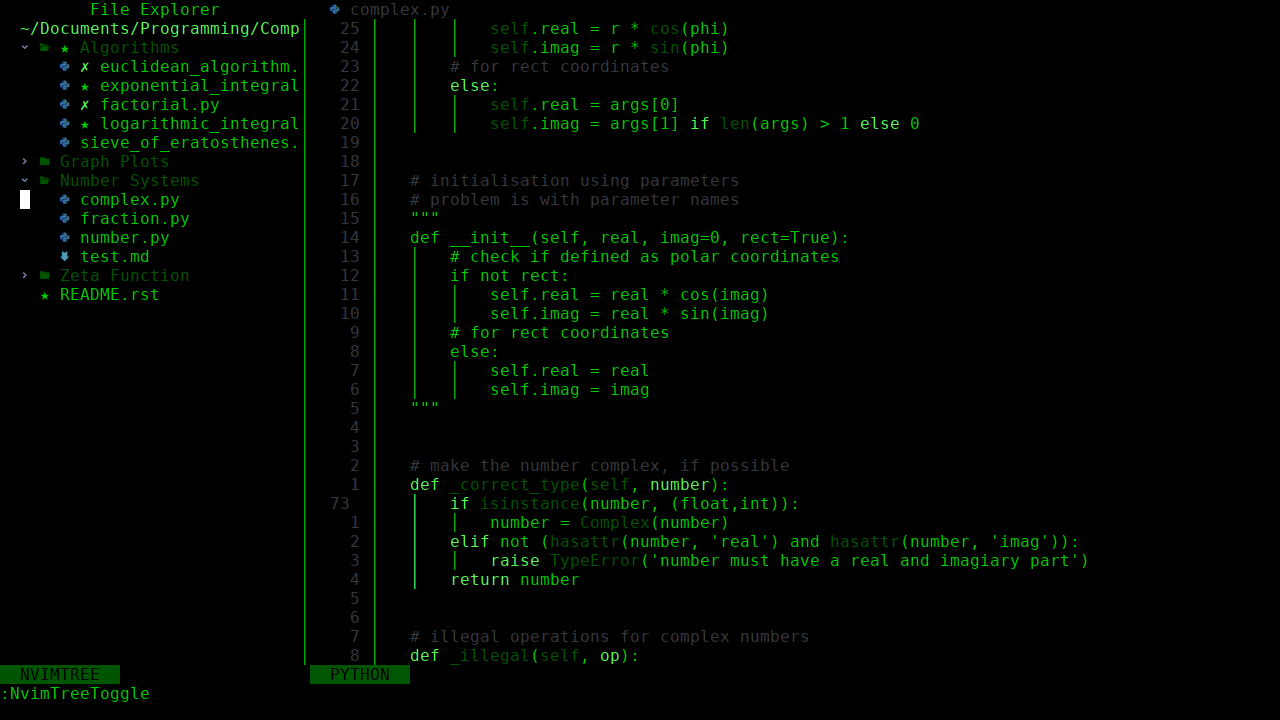 File Explorer
~/Documents/Programming/Comp
★ Algorithms
✗ euclidean_algorithm.
★ exponential_integral
✗ factorial.py
★ logarithmic_integral
sieve_of_eratosthenes.
Graph Plots
Number Systems
complex.py
fraction.py
number.py
test.md
Zeta Function
★ README.rst
NVIMTREE
complex.py
25 self.real = r * cos(phi)
24 self.imag = r * sin(phi)
23 # for rect coordinates
22 else:
21 self.real = args[0]
20 self.imag = args[1] if len(args) > 1 else 0
19
18
17 # initialisation using parameters
16 # problem is with parameter names
15 """
14 def __init__(self, real, imag=0, rect=True):
13 # check if defined as polar coordinates
12 if not rect:
11 self.real = real * cos(imag)
10 self.imag = real * sin(imag)
9 # for rect coordinates
8 else:
7 self.real = real
6 self.imag = imag
5 """
4
3
2 # make the number complex, if possible
1 def _correct_type(self, number):
73 if isinstance(number, (float,int)):
1 number = Complex(number)
2 elif not (hasattr(number, 'real') and hasattr(number, 'imag')):
3 raise TypeError('number must have a real and imagiary part')
4 return number
5
6
7 # illegal operations for complex numbers
8 def _illegal(self, op):
PYTHON
:NvimTreeToggle